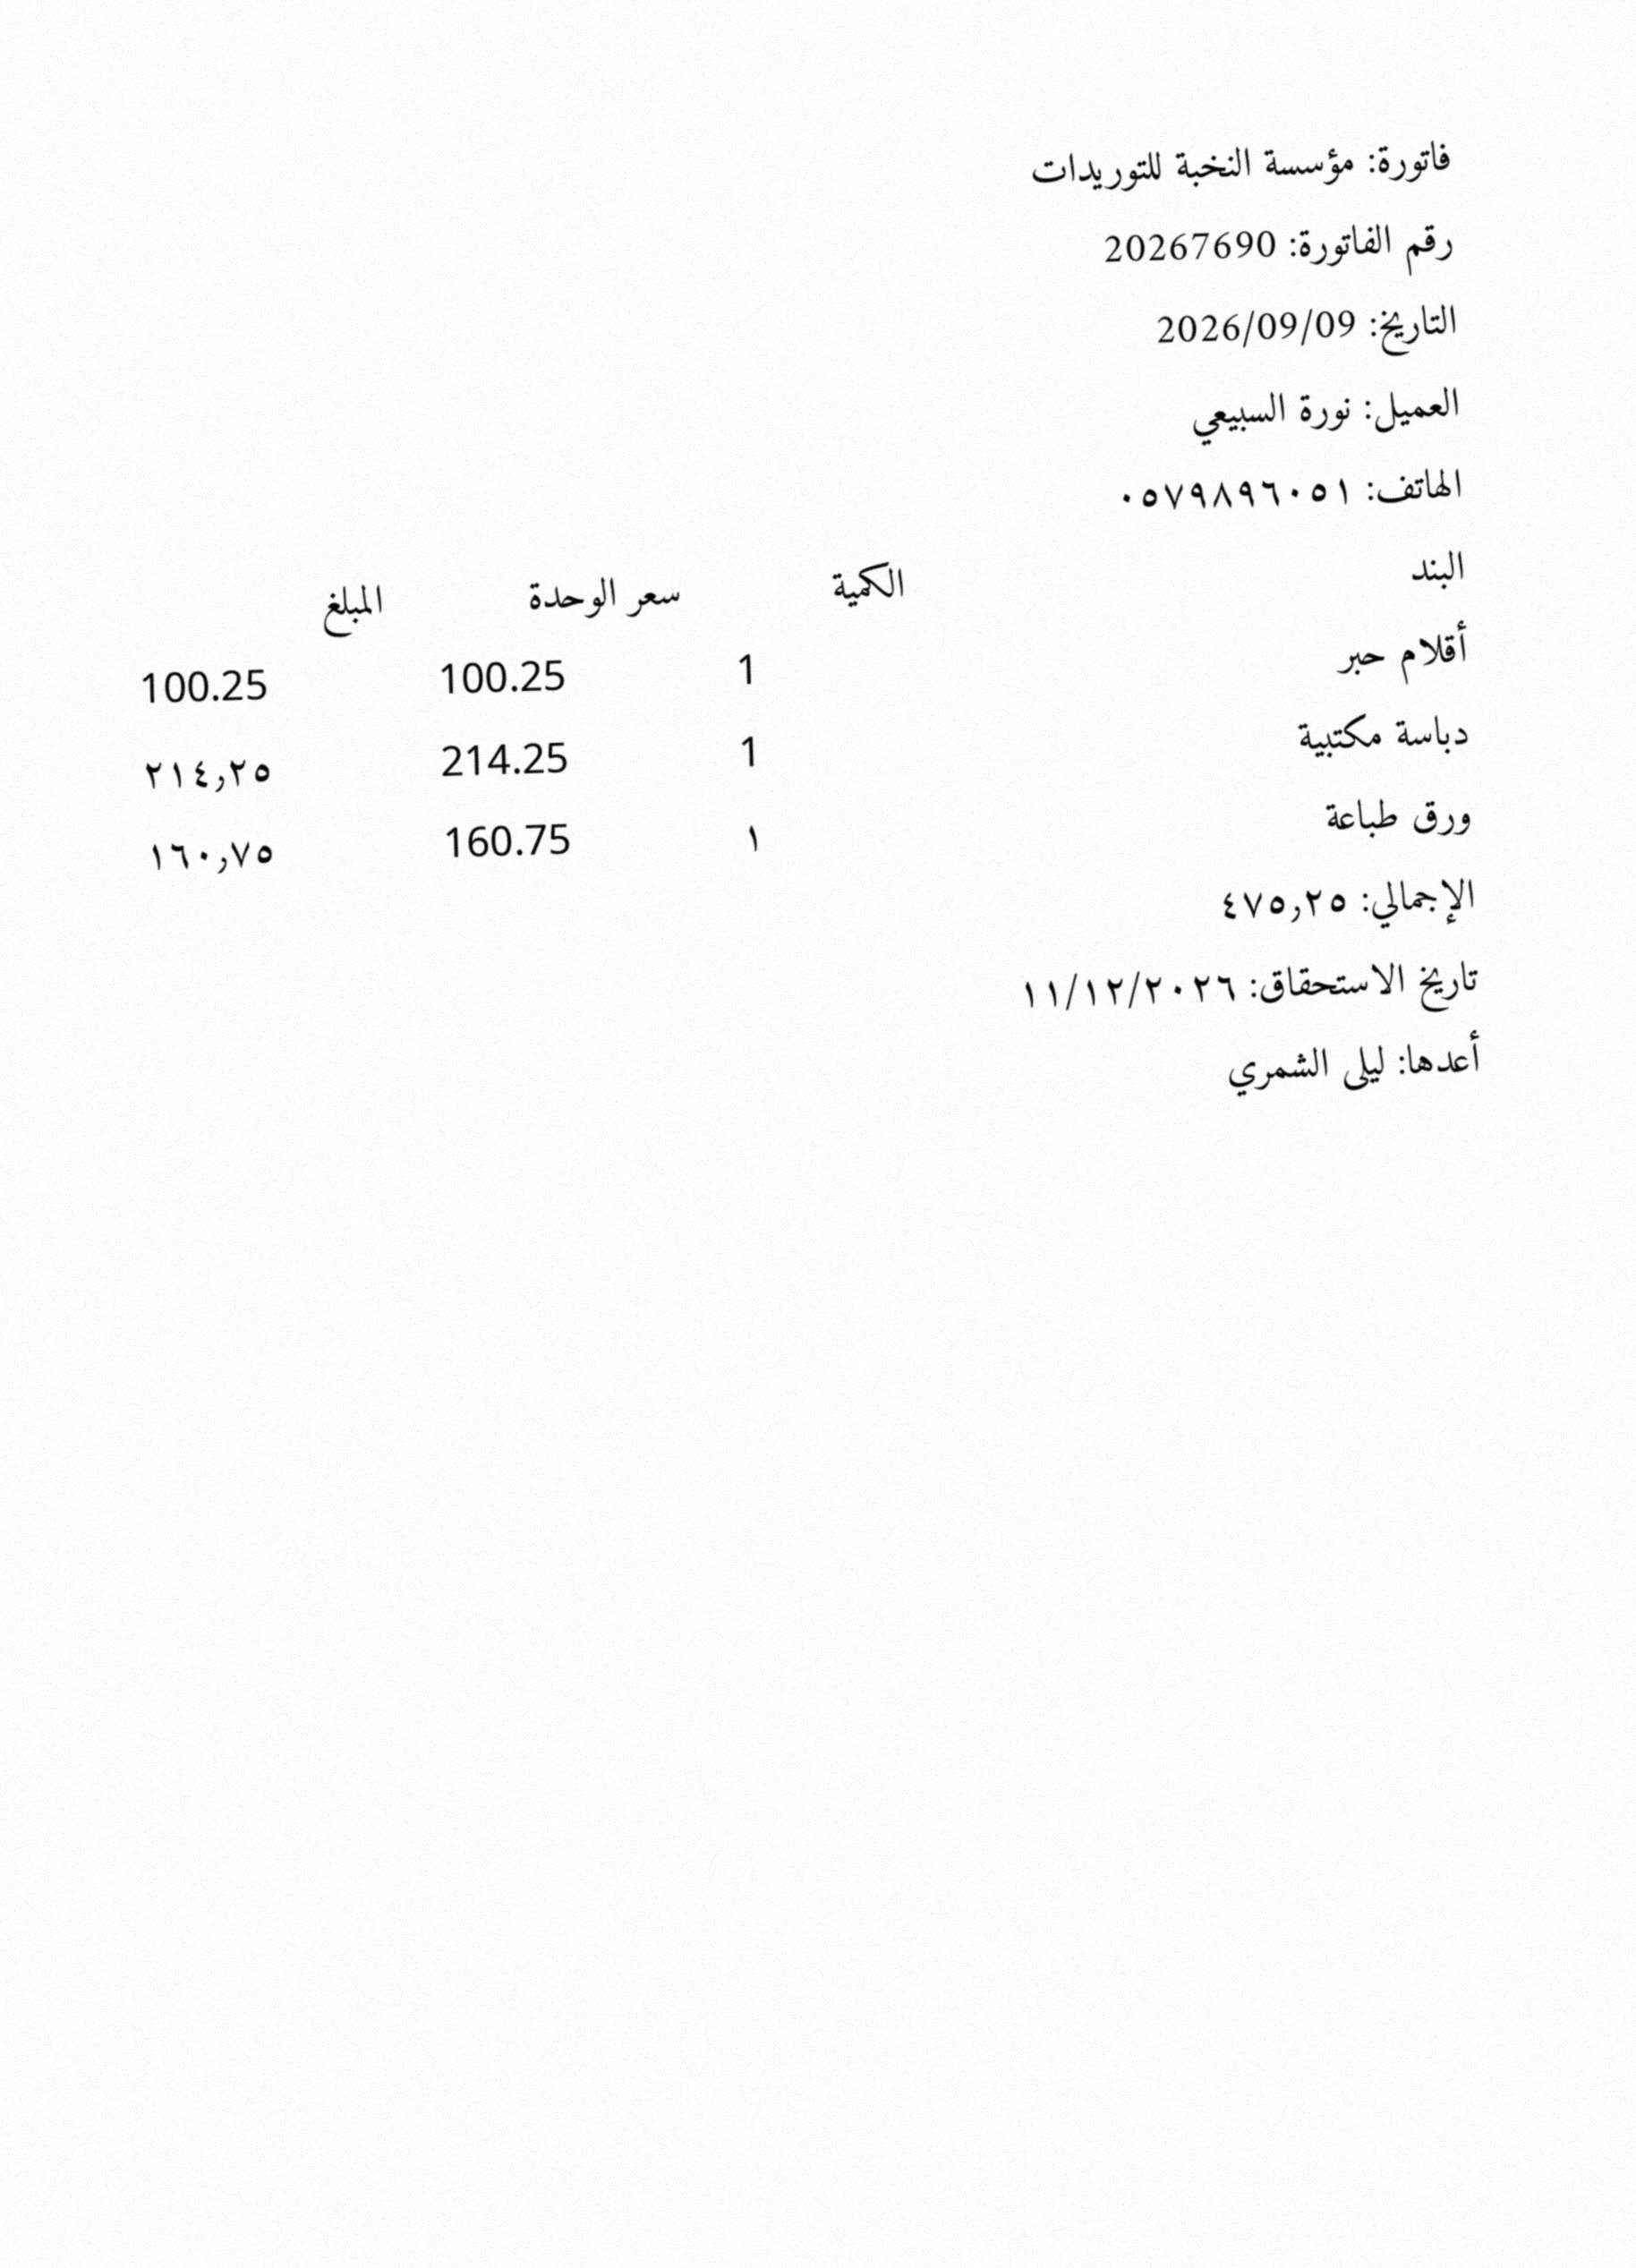 فاتورة: مؤسسة النخبة للتوريدات
رقم الفاتورة: 20267690
التاريخ: 2026/09/09
العميل: نورة السبيعي
الهاتف: ٠٥٧٩٨٩٦٠٥١
البند الكمية سعر الوحدة المبلغ
أقلام حبر 1 100.25 100.25
دباسة مكتبية 1 214.25 ٢١٤,٢٥
ورق طباعة ١ 160.75 ١٦٠,٧٥
الإجمالي: ٤٧٥,٢٥
تاريخ الاستحقاق: ١١/١٢/٢٠٢٦
أعدها: ليلى الشمري